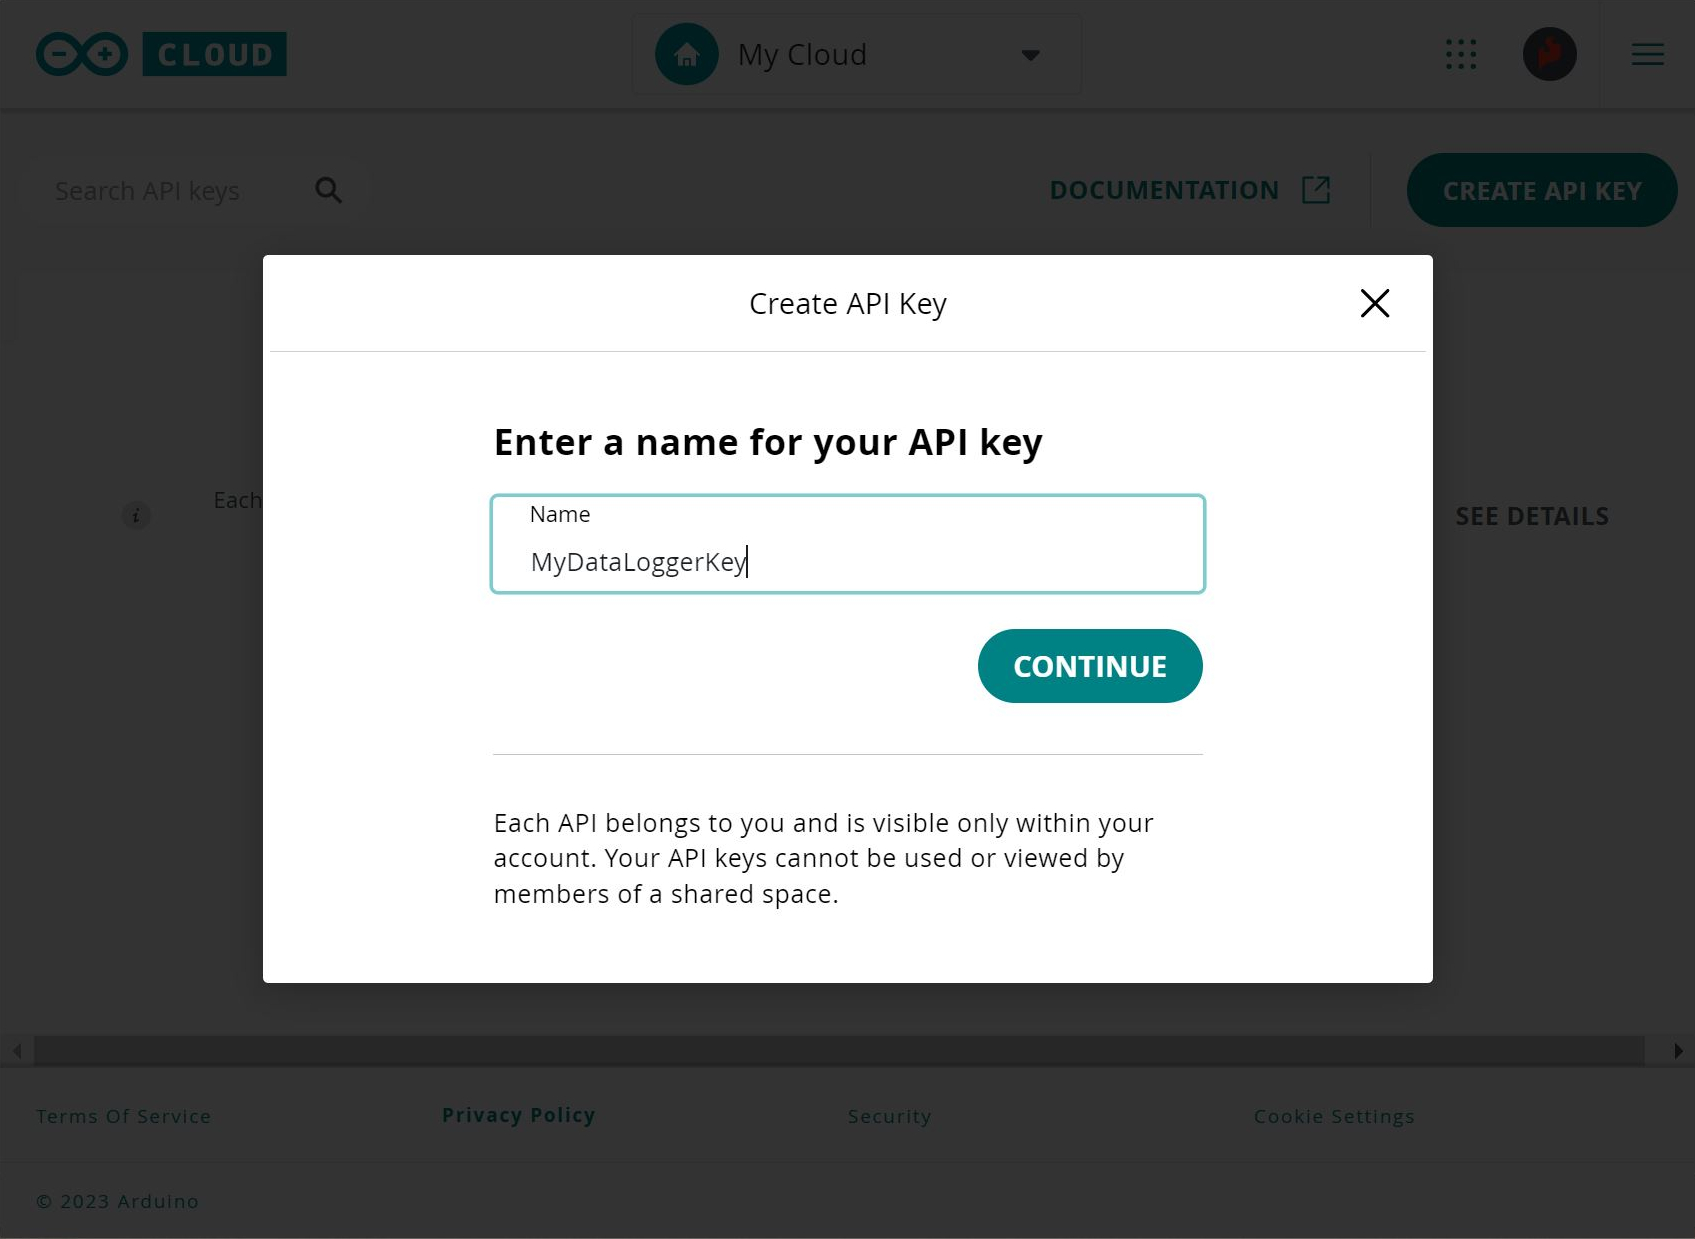 CLOUD
My Cloud
Search API keys
DOCUMENTATION
CREATE API KEY
Create API Key
Enter a name for your API key
Name
MyDataLoggerKey
Each
SEE DETAILS
CONTINUE
Each API belongs to you and is visible only within your
account. Your API keys cannot be used or viewed by
members of a shared space.
Terms Of Service
Privacy Policy
Security
Cookie Settings
© 2023 Arduino